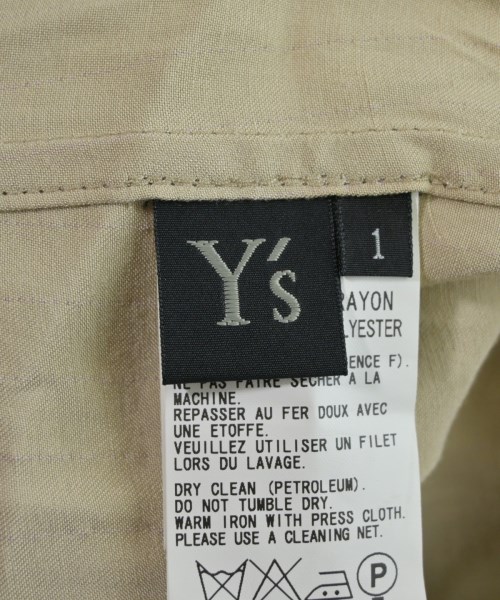 Y's
1
RAYON
ENCE F).
NE PAS FAIRE SECHER A LA
MACHINE.
REPASSER AU FER DOUX AVEC
UNE ETOFFE.
VEUILLEZ UTILISER UN FILET
LORS DU LAVAGE.
DRY CLEAN (PETROLEUM).
DO NOT TUMBLE DRY.
WARM IRON WITH PRESS CLOTH.
PLEASE USE A CLEANING NET.
P